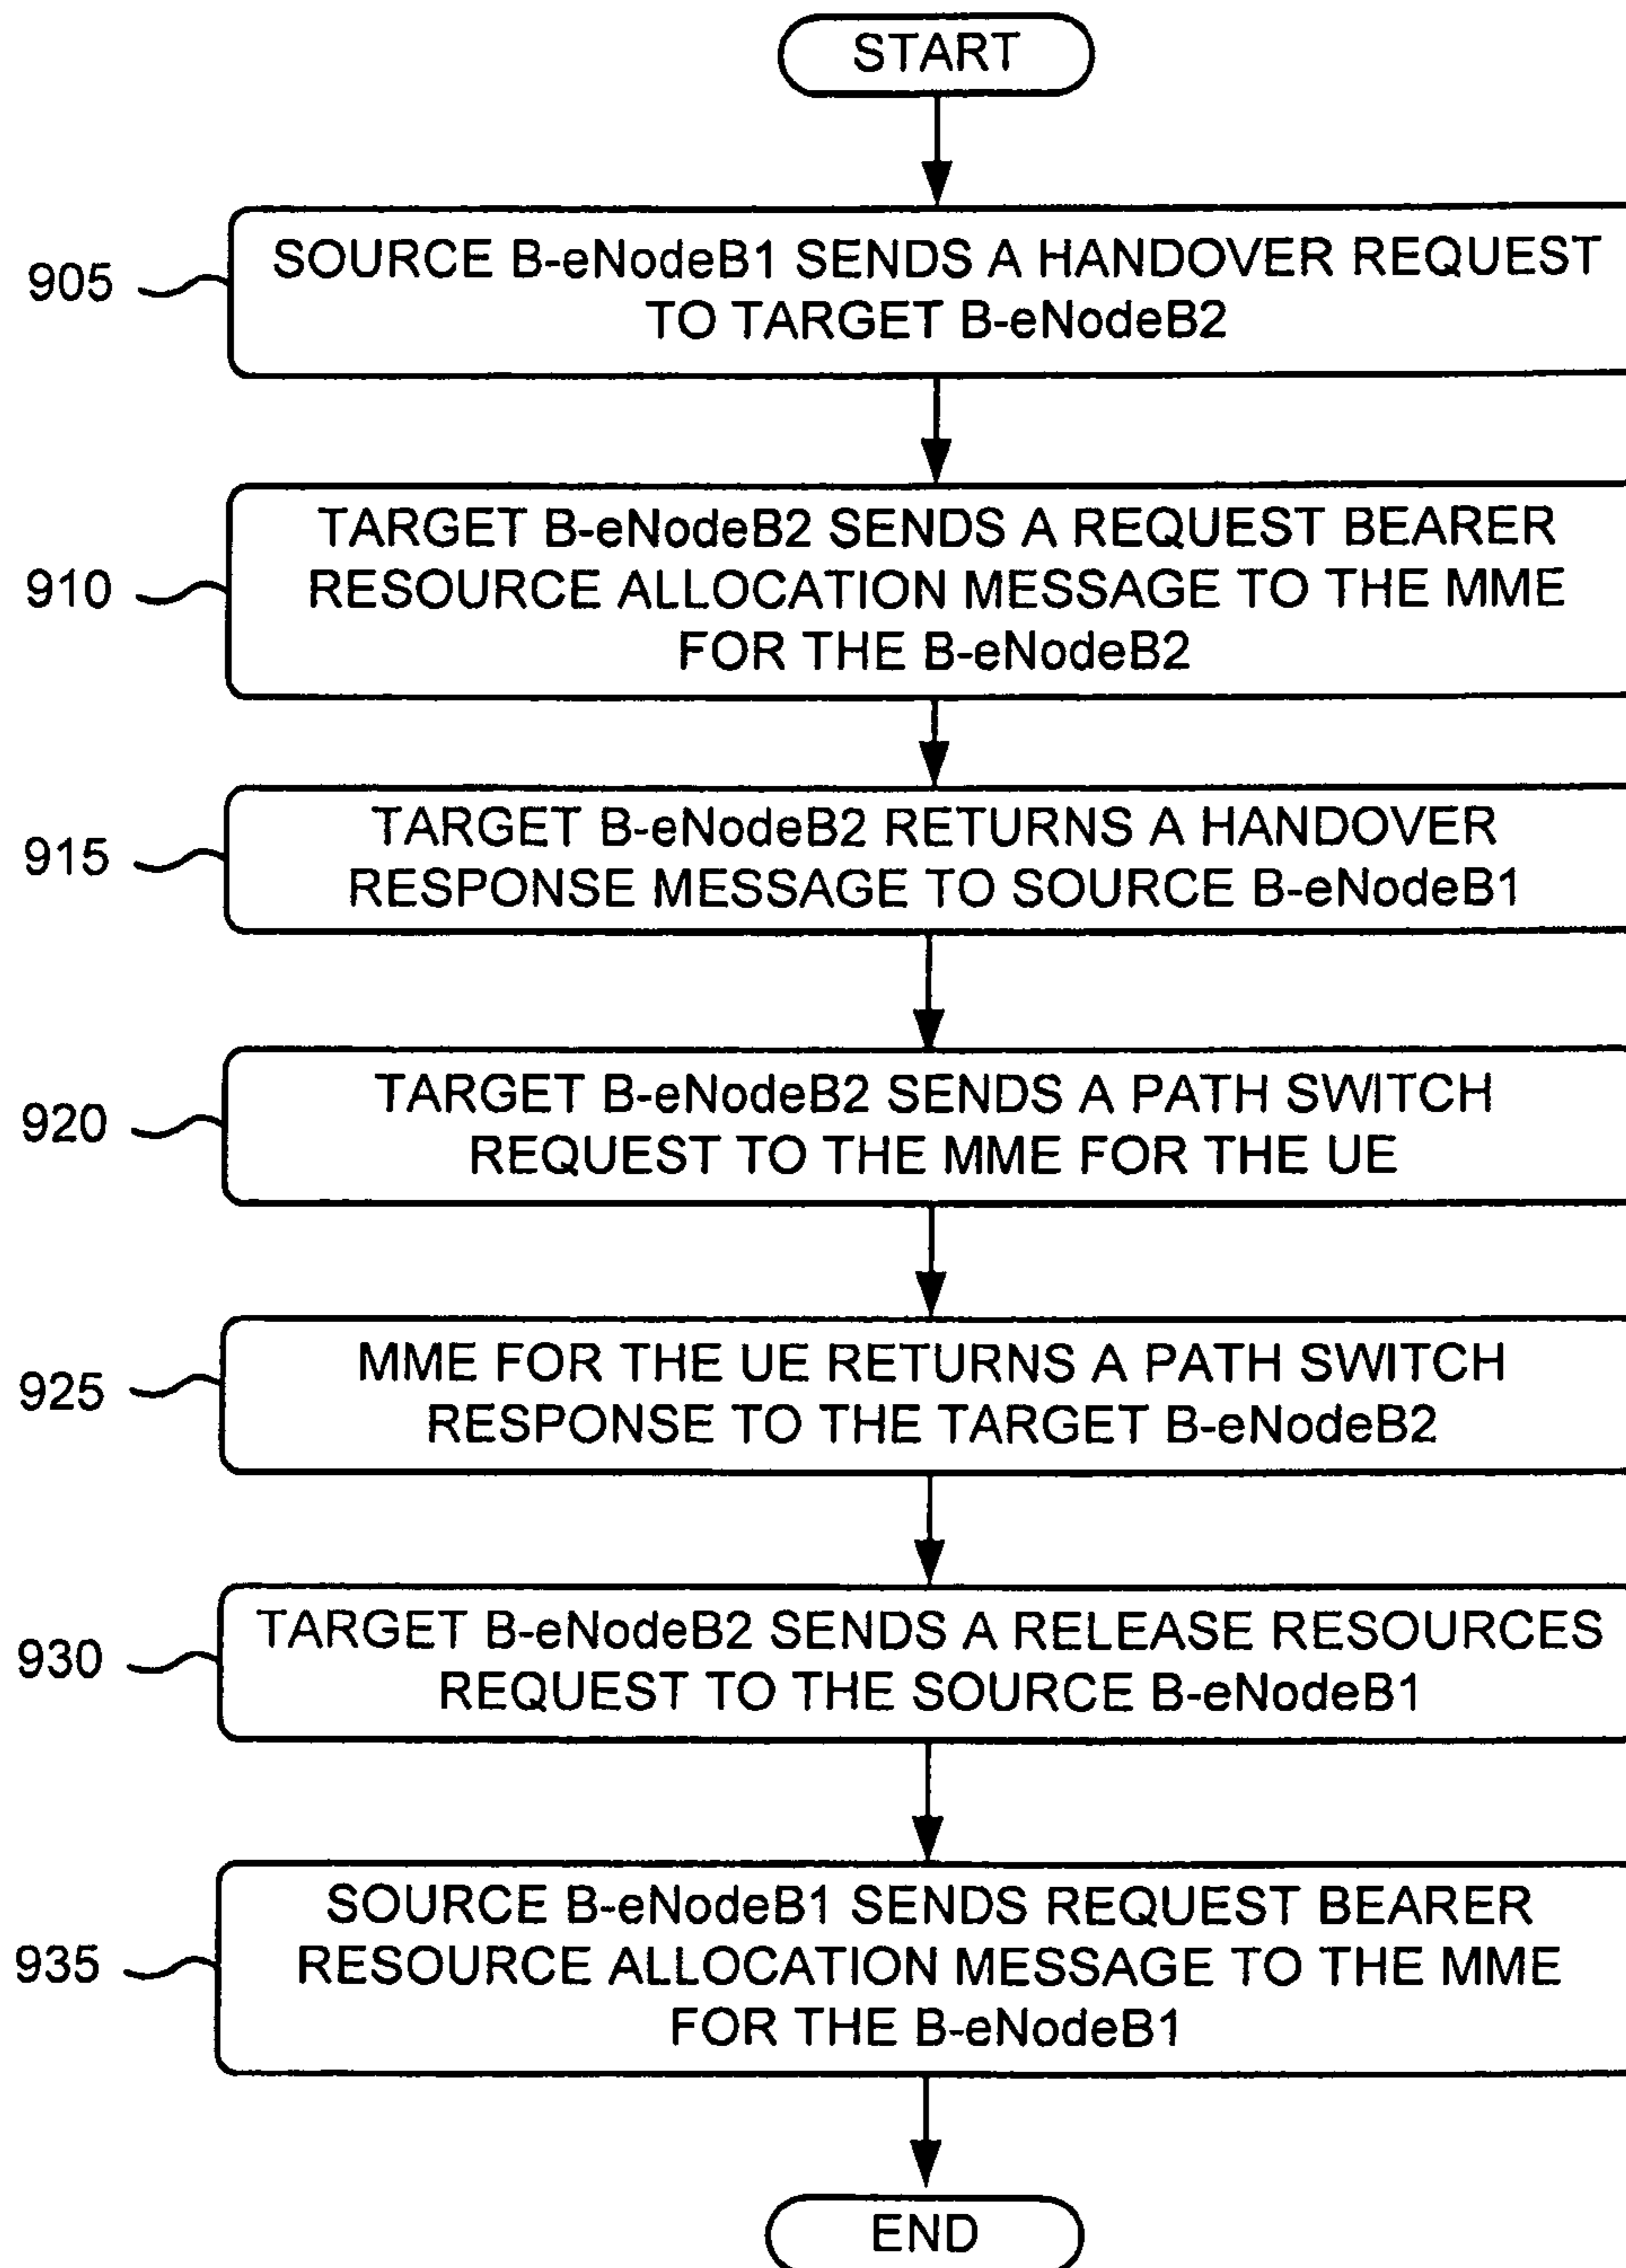 START
905
SOURCE B-eNodeB1 SENDS A HANDOVER REQUEST
TO TARGET B-eNodeB2
910
TARGET B-eNodeB2 SENDS A REQUEST BEARER
RESOURCE ALLOCATION MESSAGE TO THE MME
FOR THE B-eNodeB2
915
TARGET B-eNodeB2 RETURNS A HANDOVER
RESPONSE MESSAGE TO SOURCE B-eNodeB1
920
TARGET B-eNodeB2 SENDS A PATH SWITCH
REQUEST TO THE MME FOR THE UE
925
MME FOR THE UE RETURNS A PATH SWITCH
RESPONSE TO THE TARGET B-eNodeB2
930
TARGET B-eNodeB2 SENDS A RELEASE RESOURCES
REQUEST TO THE SOURCE B-eNodeB1
935
SOURCE B-eNodeB1 SENDS REQUEST BEARER
RESOURCE ALLOCATION MESSAGE TO THE MME
FOR THE B-eNodeB1
END